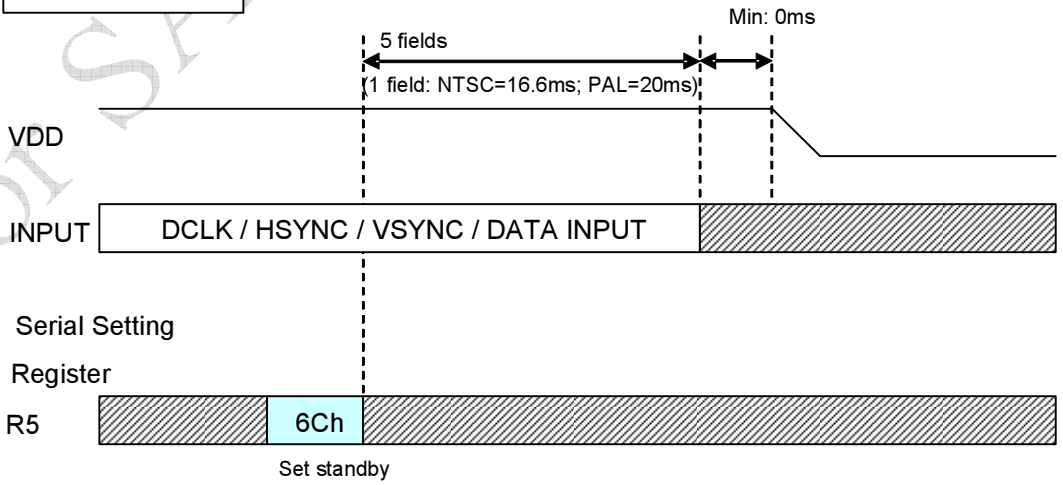 Min: 0ms
5 fields
(1 field: NTSC=16.6ms; PAL=20ms)
VDD
INPUT
DCLK / HSYNC / VSYNC / DATA INPUT
Serial Setting
Register
R5
6Ch
Set standby